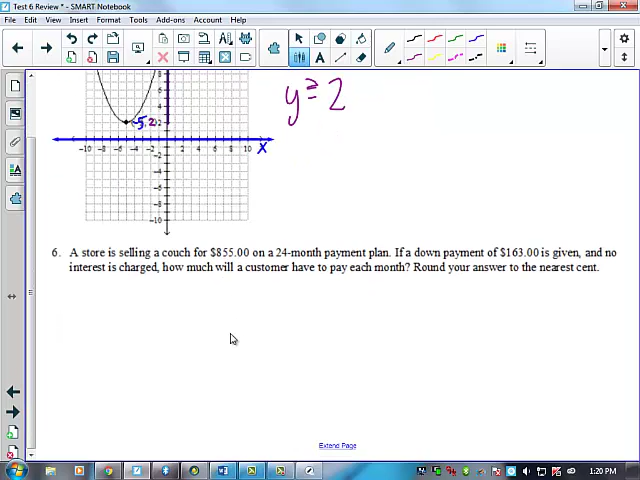 Test 6 Review * - SMART Notebook
File Edit View Insert Format Tools Add-ons Account Help
8
6
4
2
-10 -8 -6 -4 -2 2 4 6 8 10 x
-2
-4
-6
-8
-10
-5, 2
y ≥ 2
6. A store is selling a couch for $855.00 on a 24-month payment plan. If a down payment of $163.00 is given, and no
interest is charged, how much will a customer have to pay each month? Round your answer to the nearest cent.
Extend Page
1:20 PM